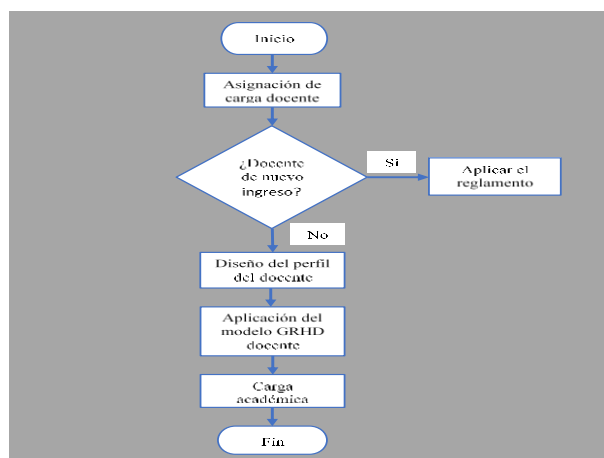 Inicio
Asignación de
carga docente
¿Docente
de nuevo
ingreso?
Si
Aplicar el
reglamento
No
Diseño del perfil
del docente
Aplicación del
modelo GRHD
docente
Carga
académica
Fin